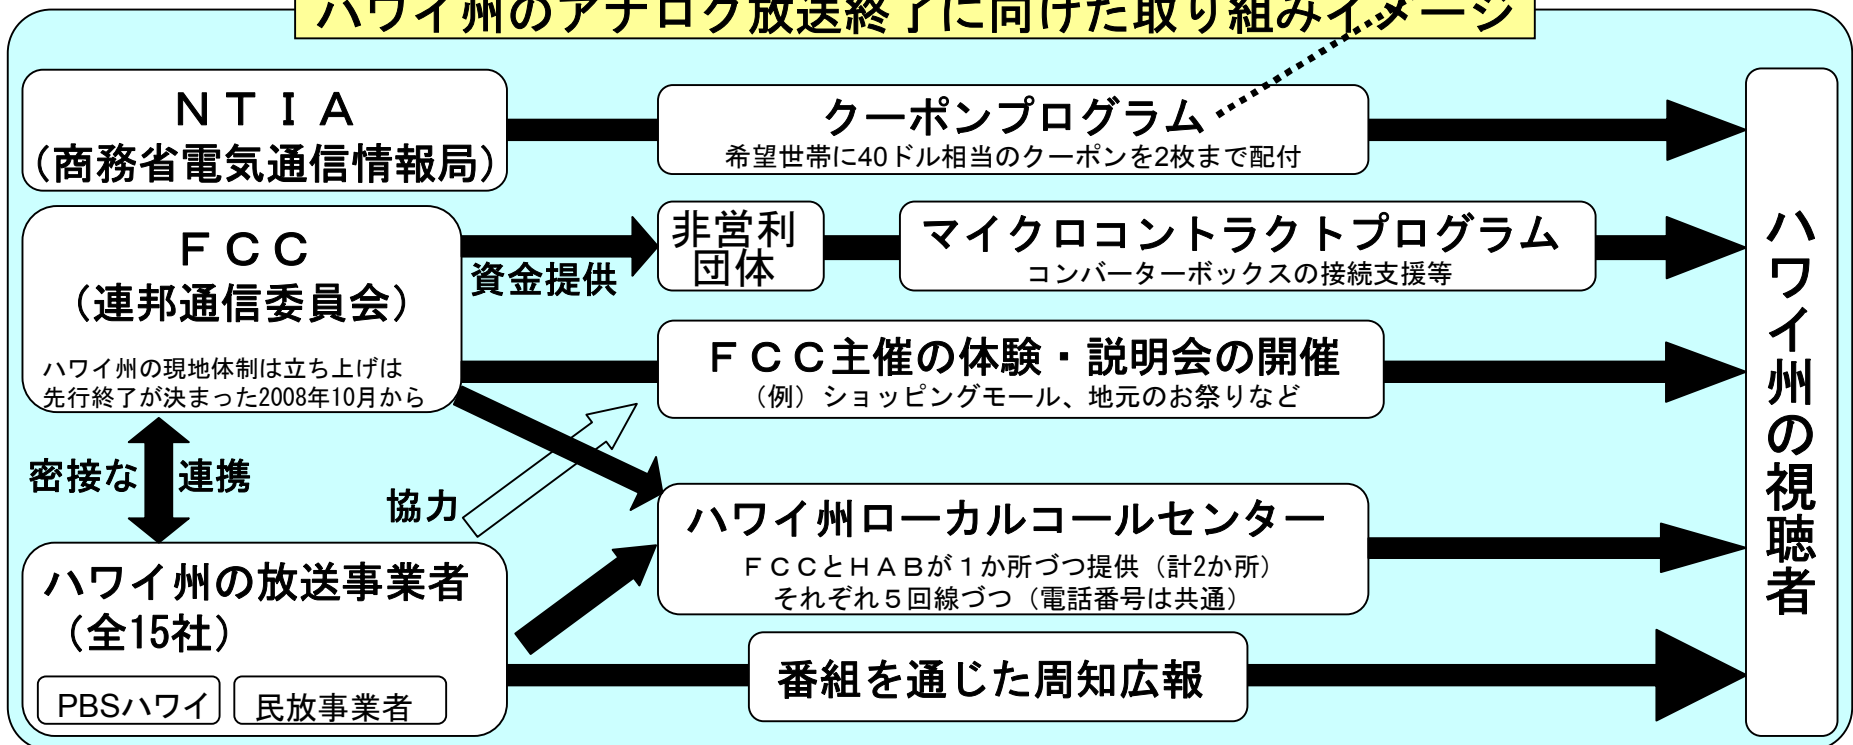 ハワイ州のアナログ放送終了に向けた取り組みイメージ
ＮＴＩＡ
（商務省電気通信情報局）
クーポンプログラム
希望世帯に40ドル相当のクーポンを2枚まで配付
ＦＣＣ
（連邦通信委員会）
ハワイ州の現地体制は立ち上げは
先行終了が決まった2008年10月から
資金提供
非営利
団体
マイクロコントラクトプログラム
コンバーターボックスの接続支援等
ＦＣＣ主催の体験・説明会の開催
（例）ショッピングモール、地元のお祭りなど
密接な 連携
協力
ハワイ州ローカルコールセンター
ＦＣＣとＨＡＢが１か所づつ提供（計2か所）
それぞれ５回線づつ（電話番号は共通）
ハワイ州の放送事業者
（全15社）
PBSハワイ
民放事業者
番組を通じた周知広報
ハワイ州の視聴者